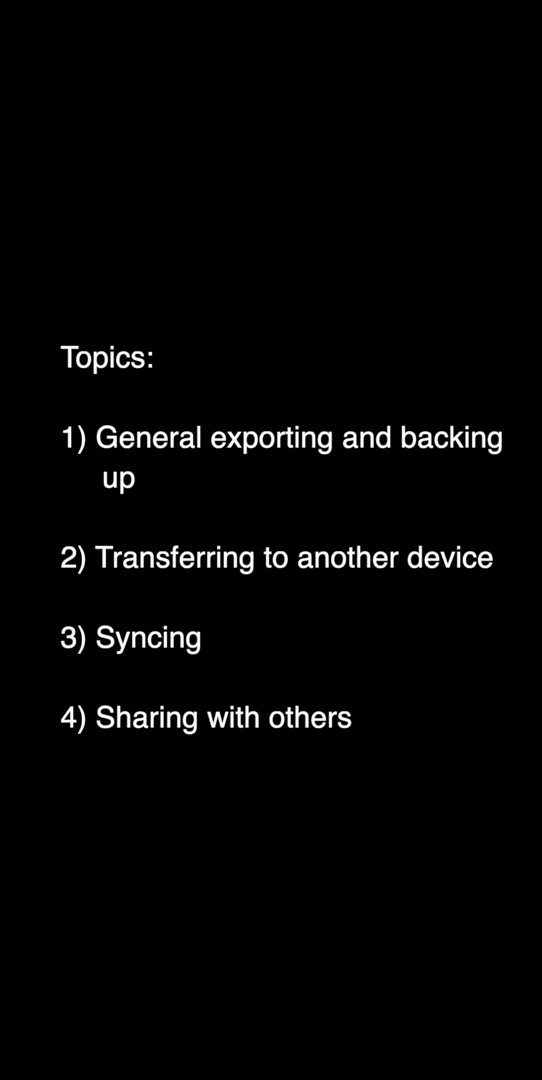 Topics:
1) General exporting and backing
up
2) Transferring to another device
3) Syncing
4) Sharing with others